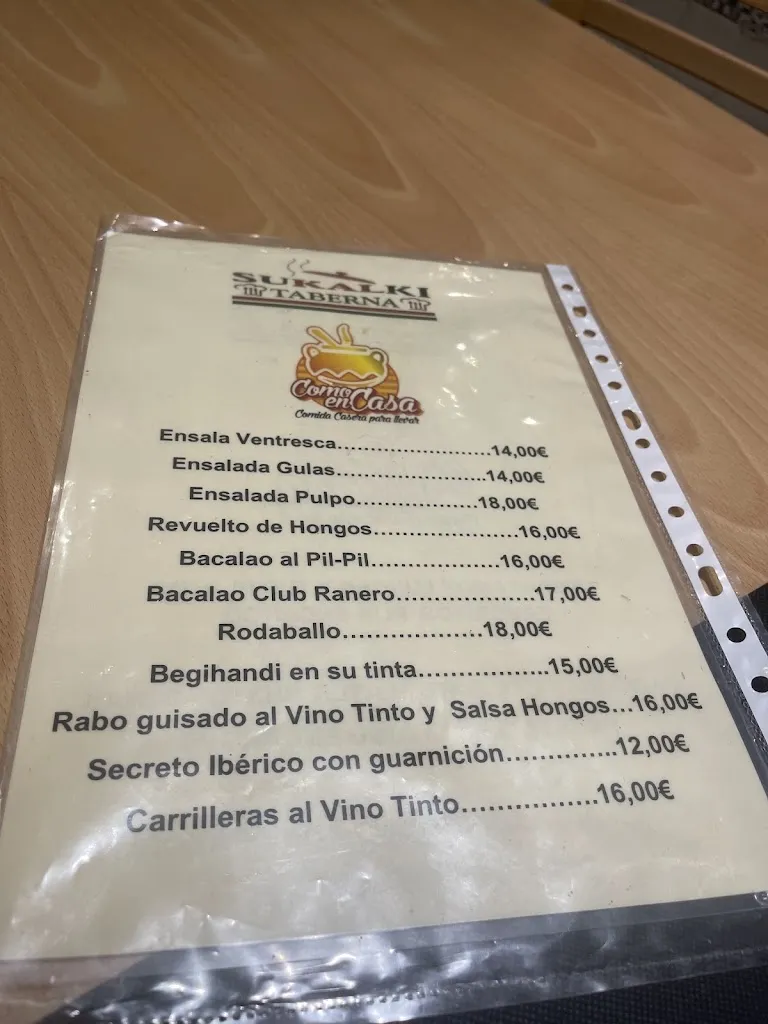 SUKALKI
TABERNA
Como
en Casa
Comida Casera para llevar
Ensala Ventresca.......................14,00€
Ensalada Gulas......................14,00€
Ensalada Pulpo..................18,00€
Revuelto de Hongos.....................16,00€
Bacalao al Pil-Pil...................16,00€
Bacalao Club Ranero....................17,00€
Rodaballo....................18,00€
Begihandi en su tinta...................15,00€
Rabo guisado al Vino Tinto y Salsa Hongos...16,00€
Secreto Ibérico con guarnición...............12,00€
Carrilleras al Vino Tinto..................16,00€